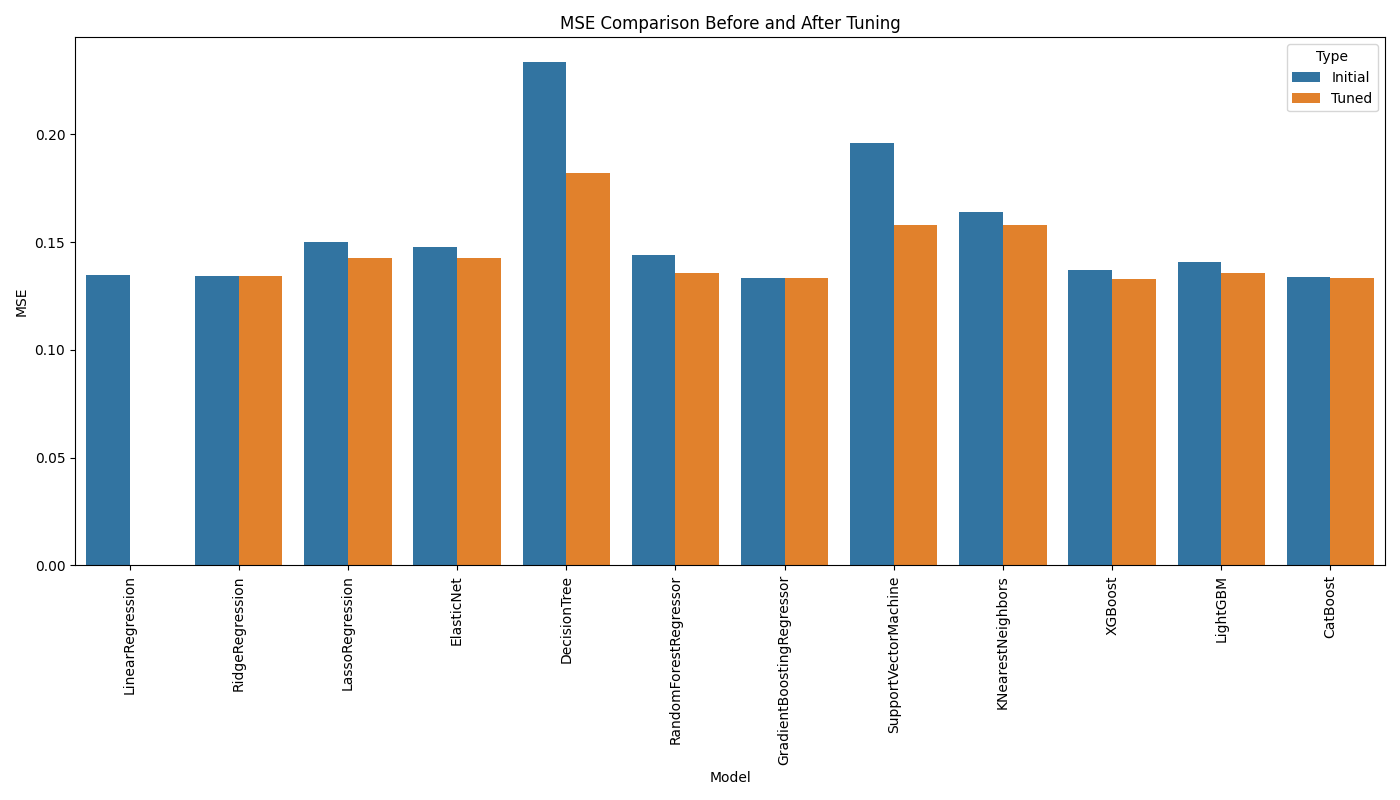 MSE Comparison Before and After Tuning
Type
Initial
Tuned
MSE
0.20
0.15
0.10
0.05
0.00
LinearRegression
RidgeRegression
LassoRegression
ElasticNet
DecisionTree
RandomForestRegressor
GradientBoostingRegressor
SupportVectorMachine
KNearestNeighbors
XGBoost
LightGBM
CatBoost
Model